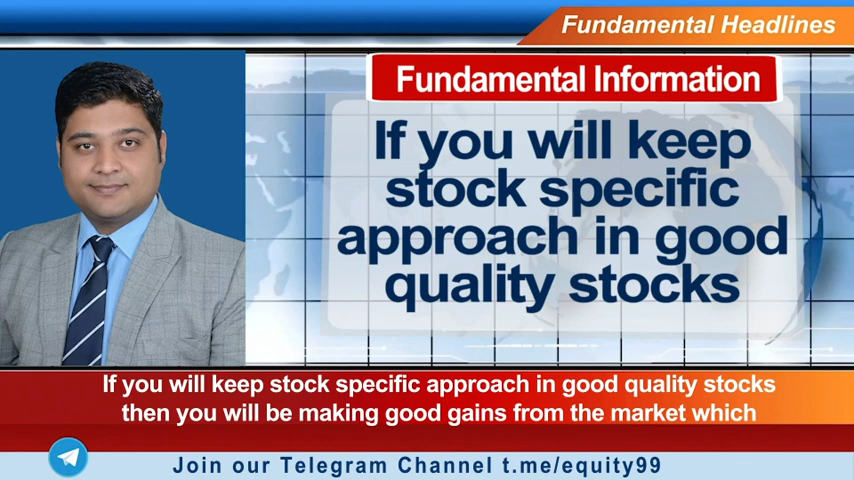 Fundamental Headlines
Fundamental Information
If you will keep
stock specific
approach in good
quality stocks
If you will keep stock specific approach in good quality stocks
then you will be making good gains from the market which
Join our Telegram Channel t.me/equity99